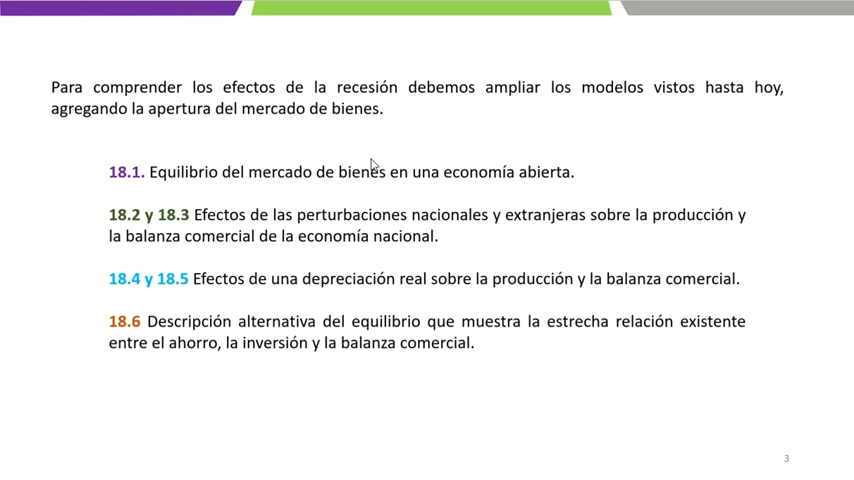 Para comprender los efectos de la recesión debemos ampliar los modelos vistos hasta hoy,
agregando la apertura del mercado de bienes.
18.1. Equilibrio del mercado de bienes en una economía abierta.
18.2 y 18.3 Efectos de las perturbaciones nacionales y extranjeras sobre la producción y
la balanza comercial de la economía nacional.
18.4 y 18.5 Efectos de una depreciación real sobre la producción y la balanza comercial.
18.6 Descripción alternativa del equilibrio que muestra la estrecha relación existente
entre el ahorro, la inversión y la balanza comercial.
3